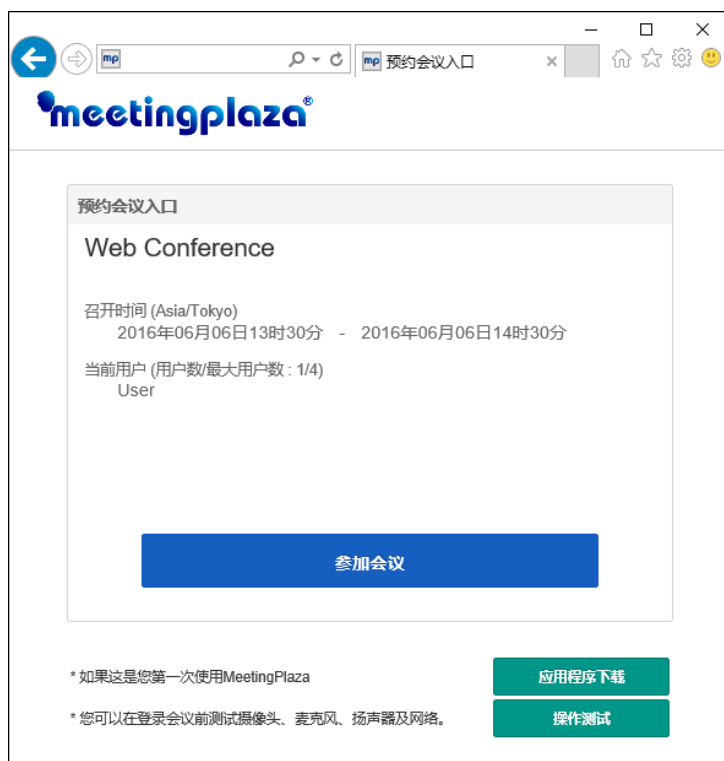 mp
mp 预约会议入口
meetingplaza®
预约会议入口
Web Conference
召开时间 (Asia/Tokyo)
2016年06月06日13时30分 - 2016年06月06日14时30分
当前用户 (用户数/最大用户数 : 1/4)
User
参加会议
* 如果这是您第一次使用MeetingPlaza
应用程序下载
* 您可以在登录会议前测试摄像头、麦克风、扬声器及网络。
操作测试